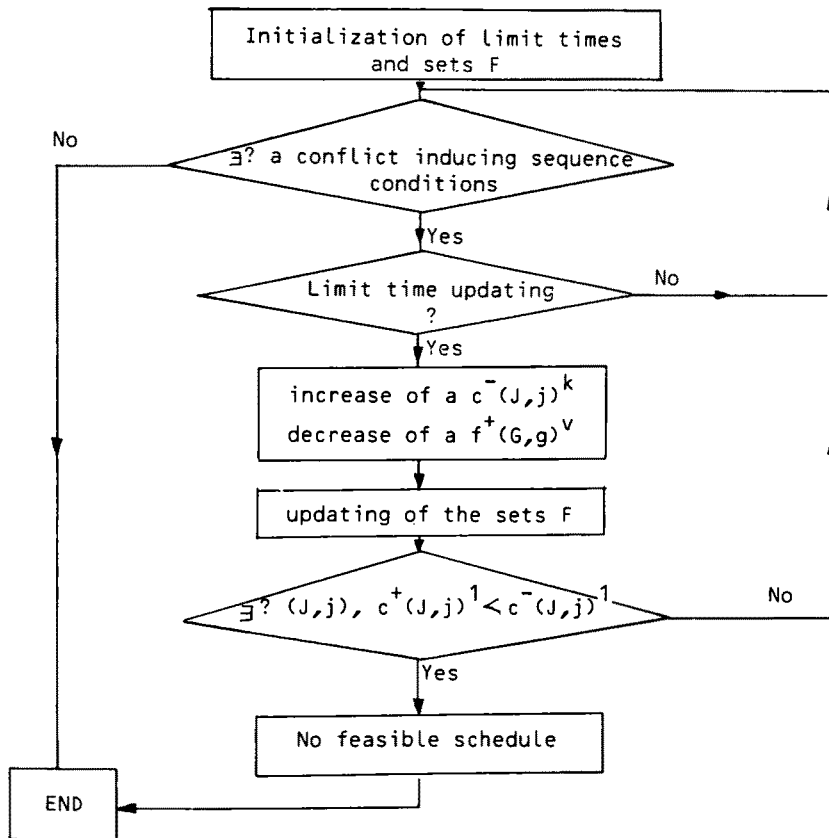 Initialization of limit times
and sets F
No
∃? a conflict inducing sequence
conditions
Yes
Limit time updating
?
No
Yes
increase of a c⁻(J,j)ᵏ
decrease of a f⁺(G,g)ᵛ
updating of the sets F
∃? (J,j), c⁺(J,j)¹<c⁻(J,j)¹
No
Yes
No feasible schedule
END